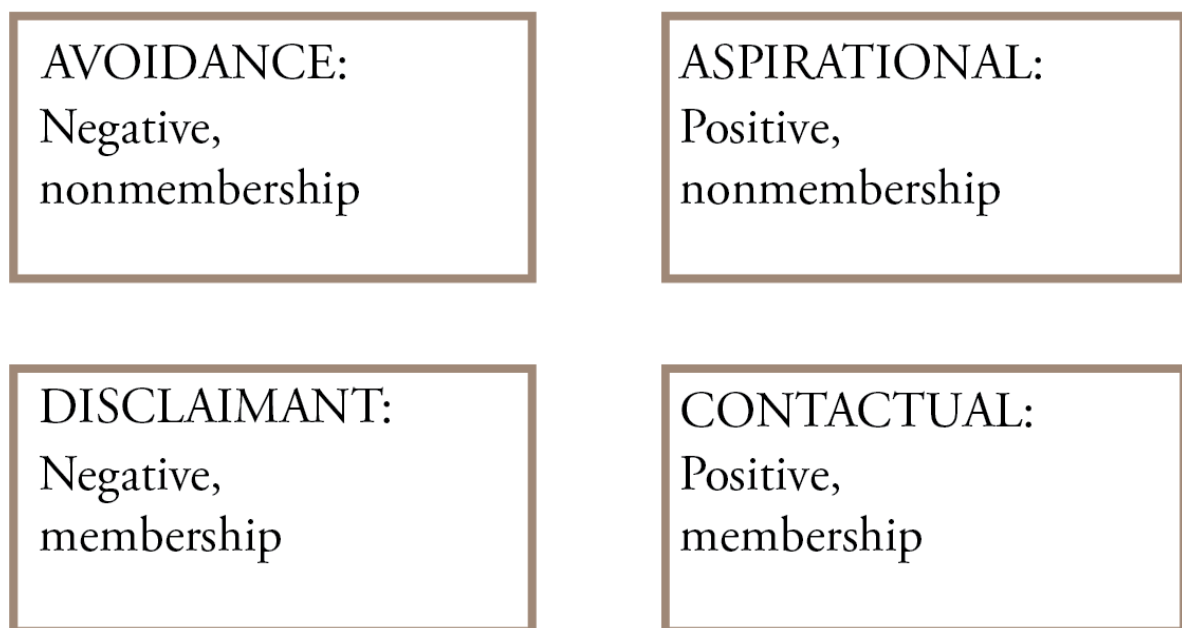 AVOIDANCE:
Negative,
nonmembership
ASPIRATIONAL:
Positive,
nonmembership
DISCLAIMANT:
Negative,
membership
CONTACTUAL:
Positive,
membership